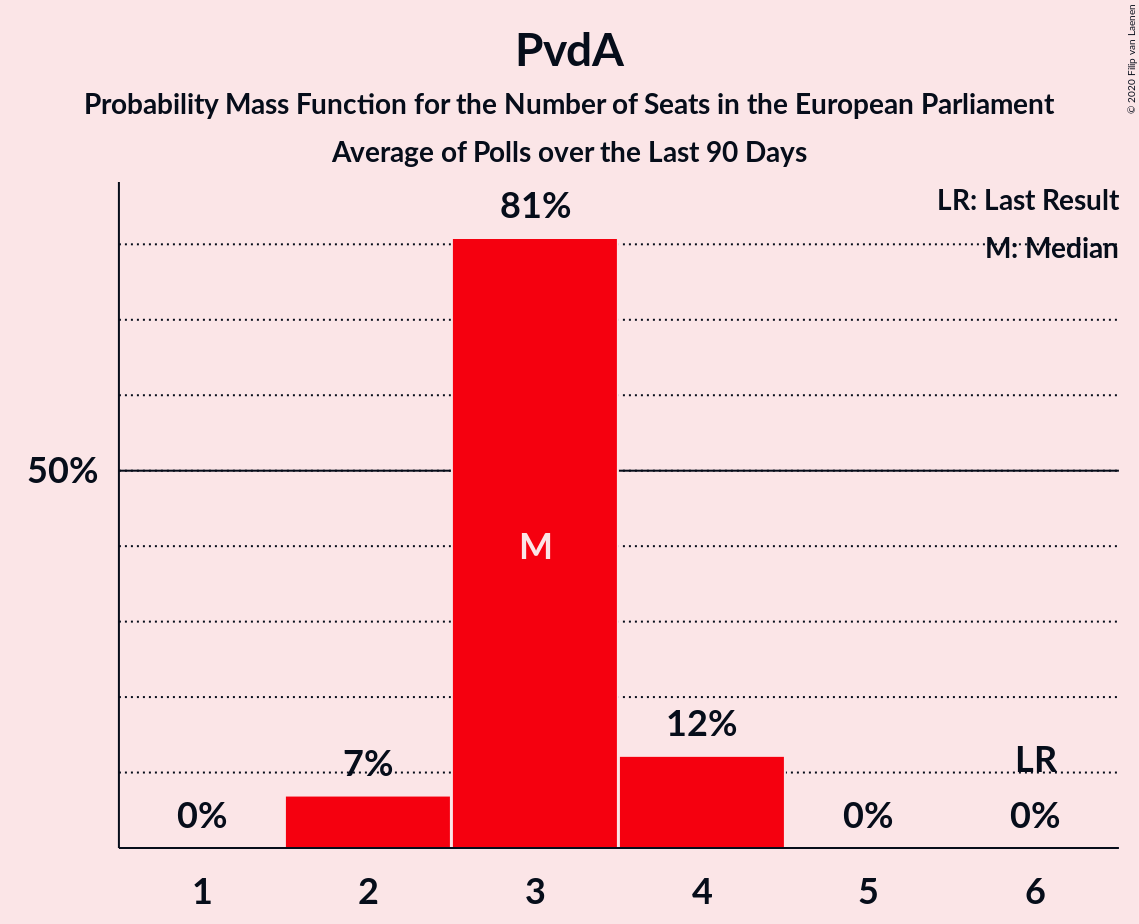 PvdA
Probability Mass Function for the Number of Seats in the European Parliament
Average of Polls over the Last 90 Days
© 2020 Filip van Laenen
LR: Last Result
M: Median
81%
50%
M
12%
7%
LR
0%
0%
0%
1
2
3
4
5
6